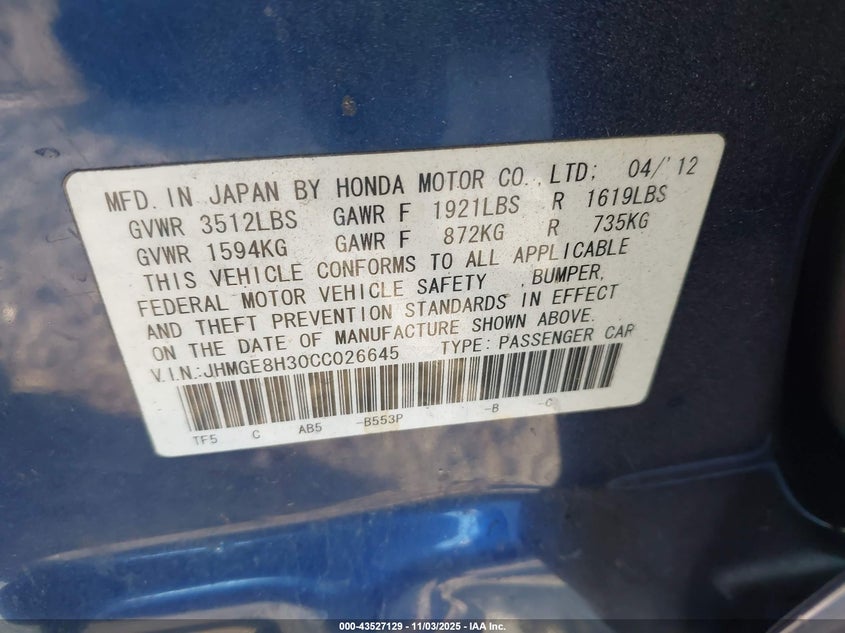 MFD. IN JAPAN BY HONDA MOTOR CO.,LTD; 04/'12
GVWR 3512LBS GAWR F 1921LBS R 1619LBS
GVWR 1594KG GAWR F 872KG R 735KG
THIS VEHICLE CONFORMS TO ALL APPLICABLE
FEDERAL MOTOR VEHICLE SAFETY ,BUMPER,
AND THEFT PREVENTION STANDARDS IN EFFECT
ON THE DATE OF MANUFACTURE SHOWN ABOVE.
V.I.N.:JHMGE8H30CC026645 TYPE: PASSENGER CAR
TF5 C AB5 -B553P -B -C
000-43527129 - 11/03/2025 - IAA Inc.